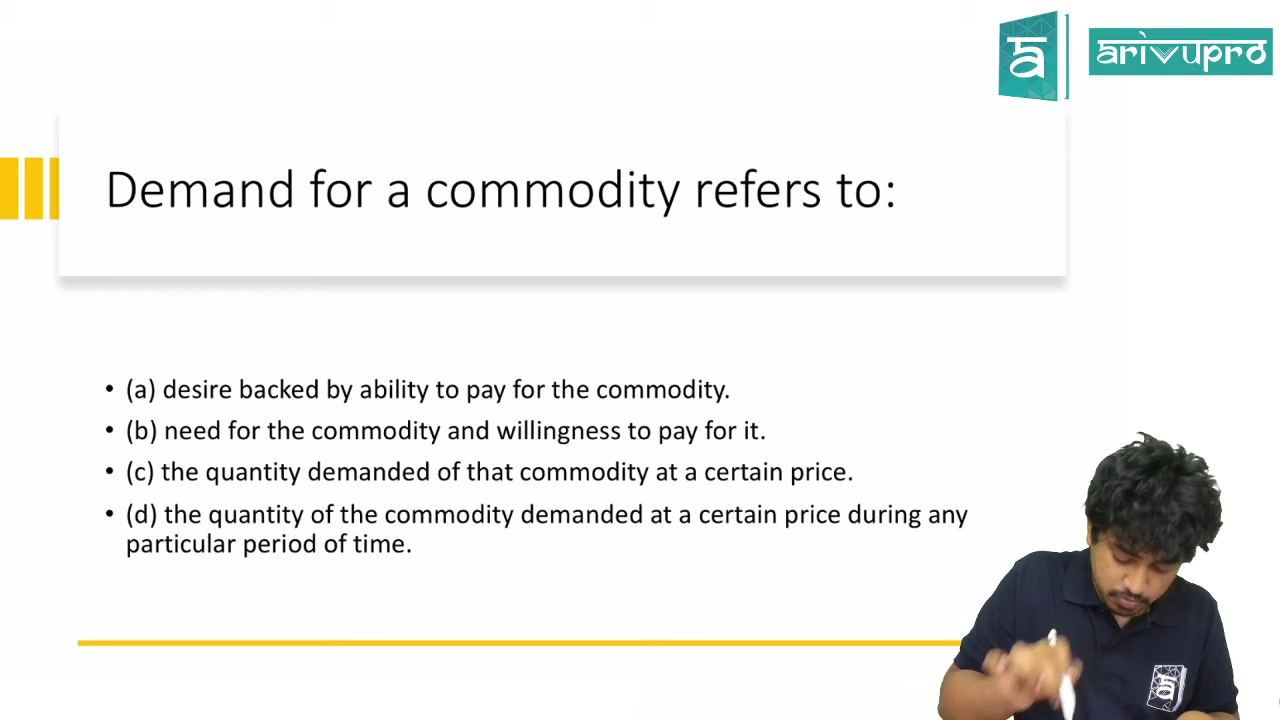 a
arivupro
Demand for a commodity refers to:
• (a) desire backed by ability to pay for the commodity.
• (b) need for the commodity and willingness to pay for it.
• (c) the quantity demanded of that commodity at a certain price.
• (d) the quantity of the commodity demanded at a certain price during any
particular period of time.
a